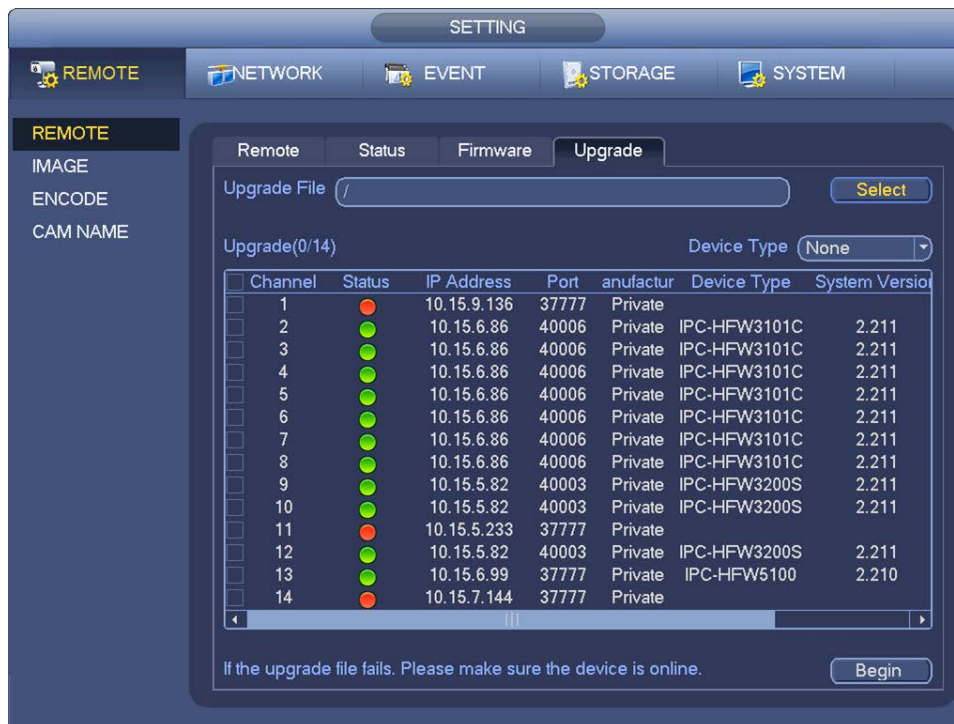 SETTING
REMOTE NETWORK EVENT STORAGE SYSTEM
REMOTE
IMAGE
ENCODE
CAM NAME
Remote Status Firmware Upgrade
Upgrade File / Select
Upgrade(0/14) Device Type None
Channel Status IP Address Port anufactur Device Type System Version
1 10.15.9.136 37777 Private
2 10.15.6.86 40006 Private IPC-HFW3101C 2.211
3 10.15.6.86 40006 Private IPC-HFW3101C 2.211
4 10.15.6.86 40006 Private IPC-HFW3101C 2.211
5 10.15.6.86 40006 Private IPC-HFW3101C 2.211
6 10.15.6.86 40006 Private IPC-HFW3101C 2.211
7 10.15.6.86 40006 Private IPC-HFW3101C 2.211
8 10.15.6.86 40006 Private IPC-HFW3101C 2.211
9 10.15.5.82 40003 Private IPC-HFW3200S 2.211
10 10.15.5.82 40003 Private IPC-HFW3200S 2.211
11 10.15.5.233 37777 Private
12 10.15.5.82 40003 Private IPC-HFW3200S 2.211
13 10.15.6.99 37777 Private IPC-HFW5100 2.210
14 10.15.7.144 37777 Private
If the upgrade file fails. Please make sure the device is online. Begin